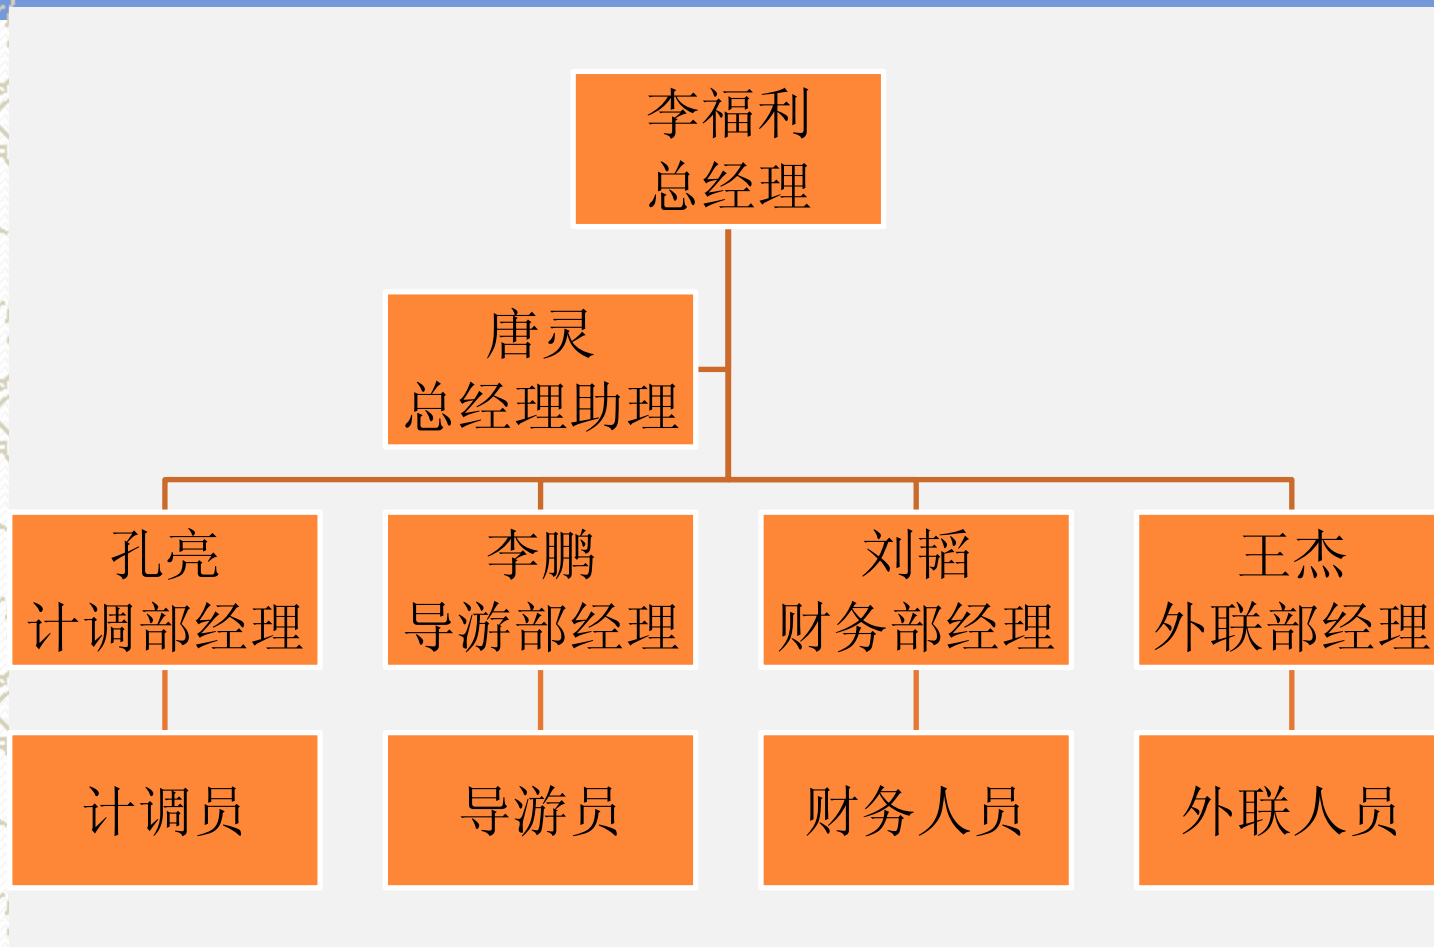 李福利
总经理
唐灵
总经理助理
孔亮
计调部经理
李鹏
导游部经理
刘韬
财务部经理
王杰
外联部经理
计调员
导游员
财务人员
外联人员